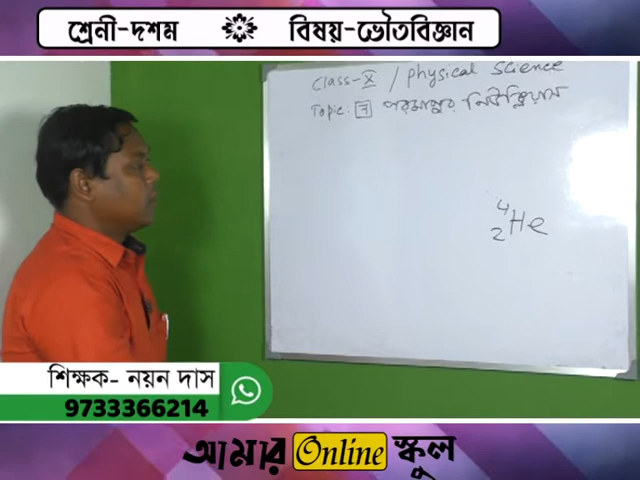 শ্রেণী-দশম বিষয়-ভৌতবিজ্ঞান
Class-X / Physical Science
Topic: 7 পরমাণুর নিউক্লিয়াস
4
2He
শিক্ষক- নয়ন দাস
9733366214
আমার Online স্কুল